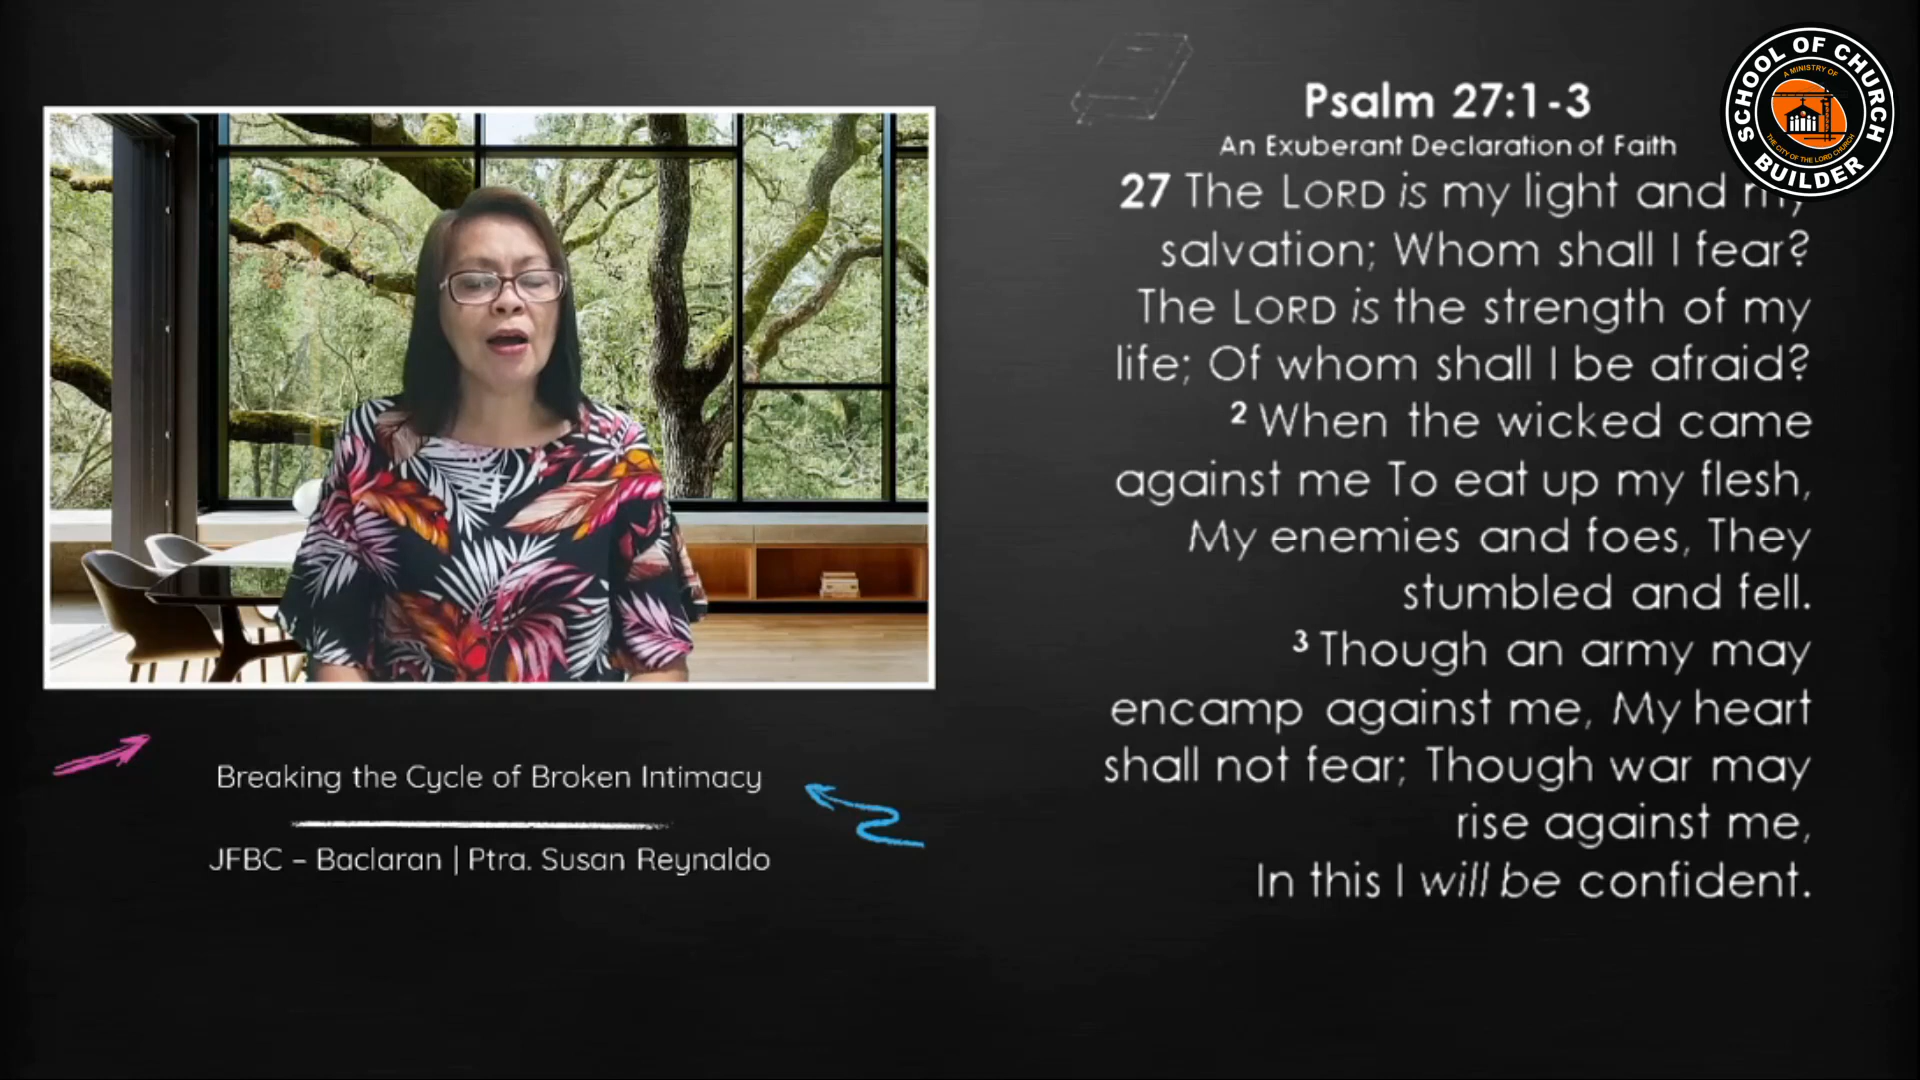 Psalm 27:1-3
An Exuberant Declaration of Faith
27 The LORD is my light and my
salvation; Whom shall I fear?
The LORD is the strength of my
life; Of whom shall I be afraid?
2 When the wicked came
against me To eat up my flesh,
My enemies and foes, They
stumbled and fell.
3 Though an army may
encamp against me, My heart
shall not fear; Though war may
rise against me,
In this I will be confident.
Breaking the Cycle of Broken Intimacy
JFBC – Baclaran | Ptra. Susan Reynaldo
SCHOOL OF CHURCH
BUILDER
A MINISTRY OF
THE CITY OF THE LORD CHURCH